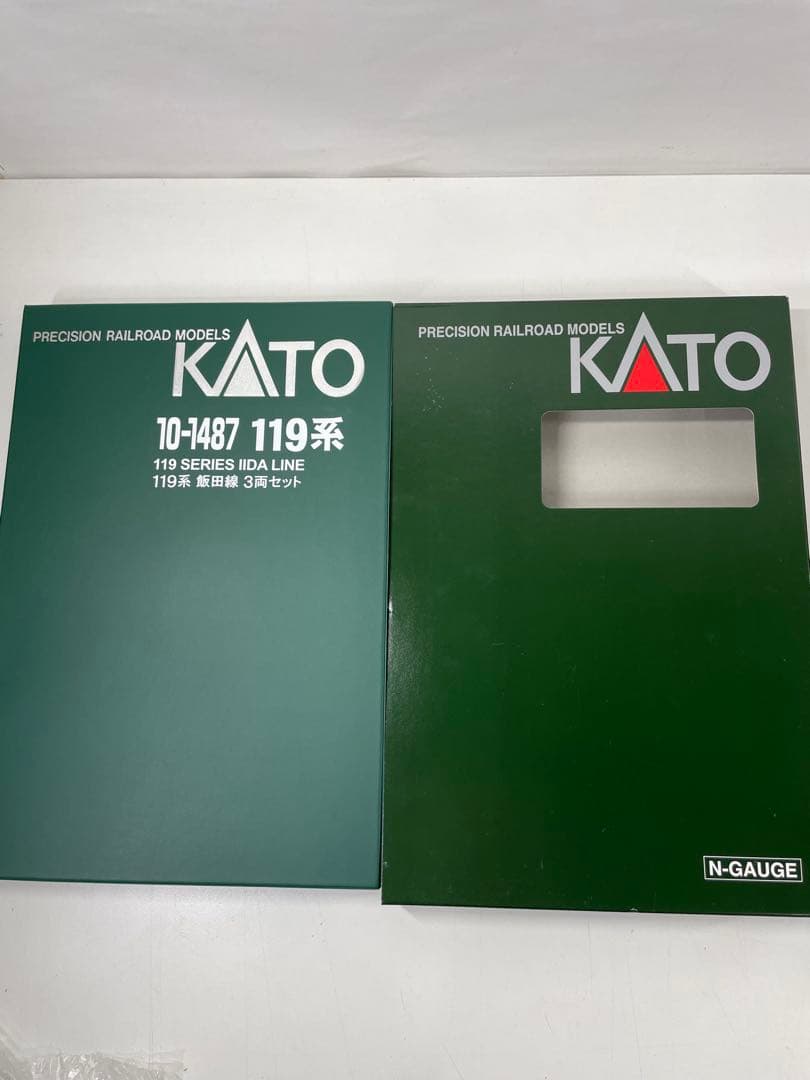 PRECISION RAILROAD MODELS
KATO
10-1487 119系
119 SERIES IIDA LINE
119系 飯田線 3両セット
PRECISION RAILROAD MODELS
KATO
N-GAUGE